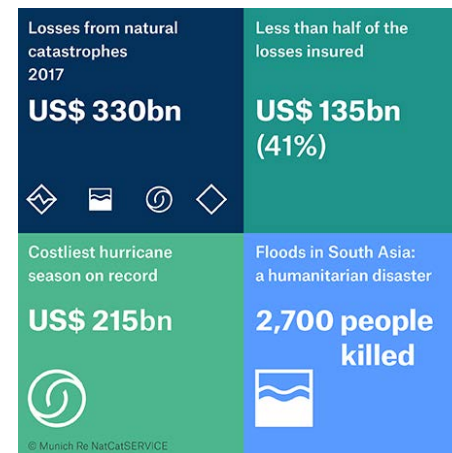 Losses from natural
catastrophes
2017
US$ 330bn
Less than half of the
losses insured
US$ 135bn
(41%)
Costliest hurricane
season on record
US$ 215bn
Floods in South Asia:
a humanitarian disaster
2,700 people
killed
© Munich Re NatCatSERVICE